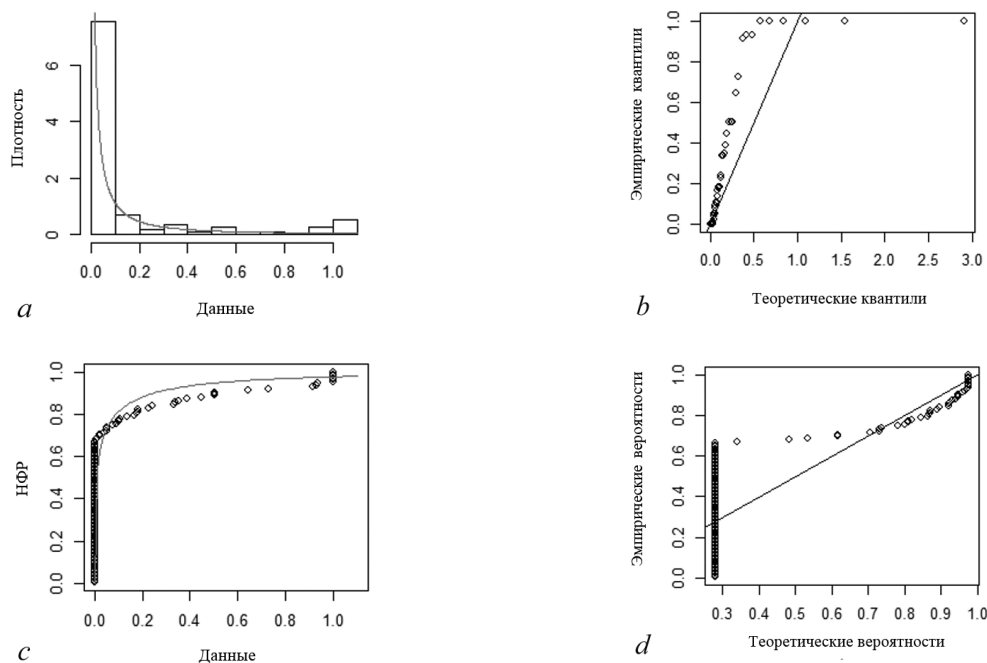 Плотность
6
4
2
0
0.0 0.2 0.4 0.6 0.8 1.0
Данные
a
Эмпирические квантили
1.0
0.8
0.6
0.4
0.2
0.0
0.0 0.5 1.0 1.5 2.0 2.5 3.0
Теоретические квантили
b
НФР
1.0
0.8
0.6
0.4
0.2
0.0
0.0 0.2 0.4 0.6 0.8 1.0
Данные
c
Эмпирические вероятности
1.0
0.8
0.6
0.4
0.2
0.0
0.3 0.4 0.5 0.6 0.7 0.8 0.9 1.0
Теоретические вероятности
d